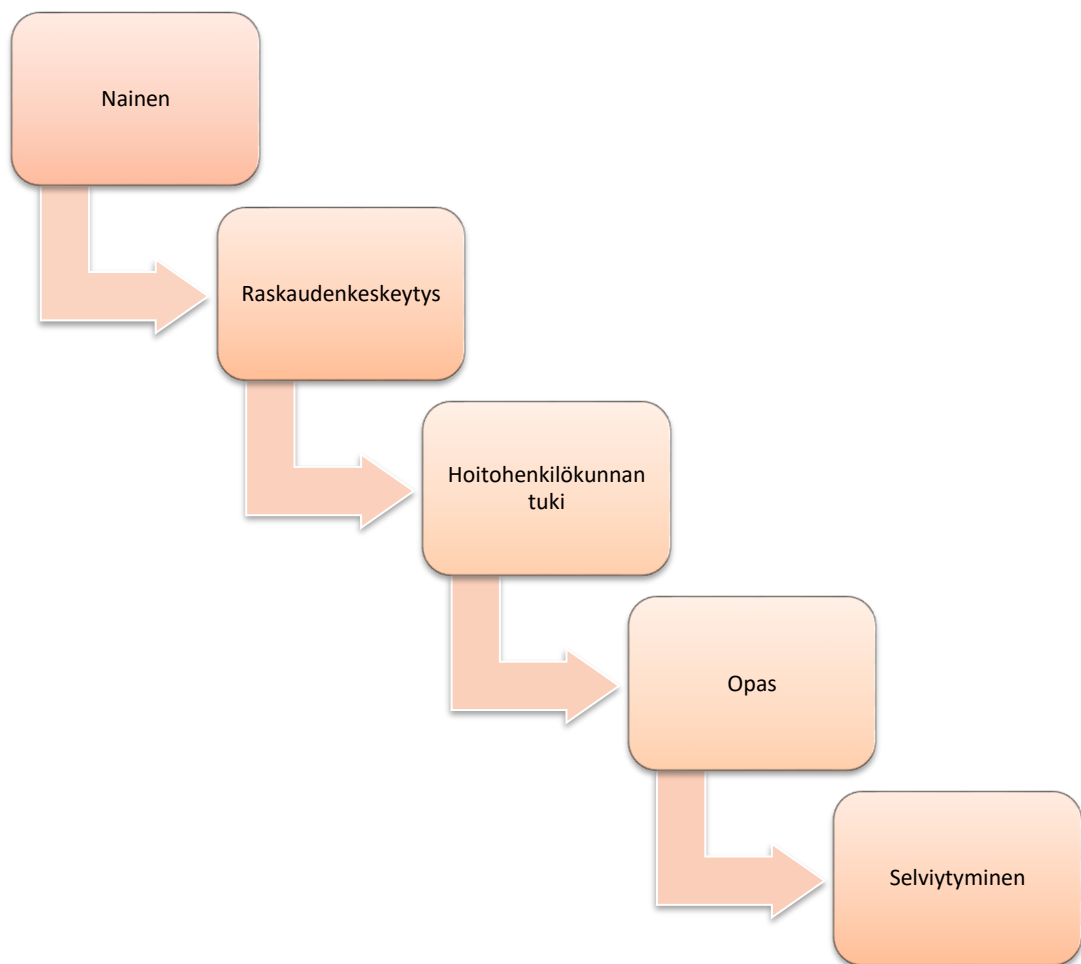 Nainen
Raskaudenkeskeytys
Hoitohenkilökunnan
tuki
Opas
Selviytyminen